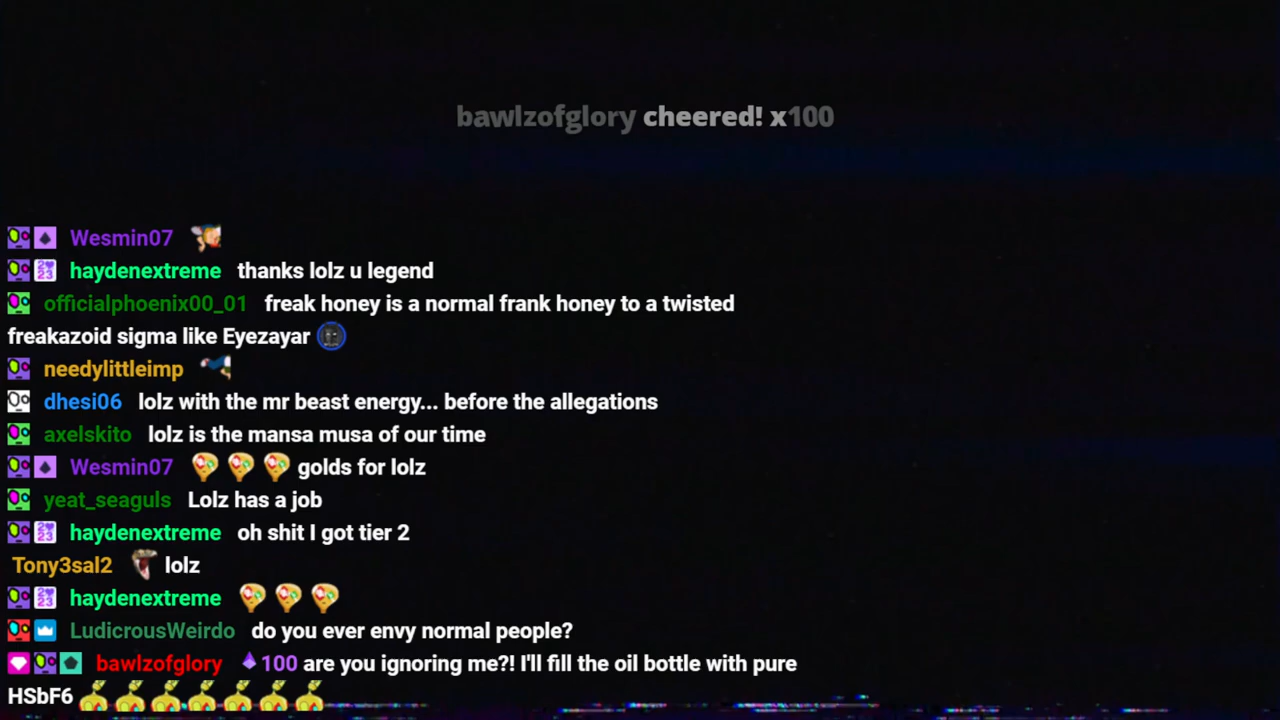 bawlzofglory cheered! x100
Wesmin07
haydenextreme thanks lolz u legend
officialphoenix00_01 freak honey is a normal frank honey to a twisted
freakazoid sigma like Eyezayar
needylittleimp
dhesi06 lolz with the mr beast energy... before the allegations
axelskito lolz is the mansa musa of our time
Wesmin07 golds for lolz
yeat_seaguls Lolz has a job
haydenextreme oh shit I got tier 2
Tony3sal2 lolz
haydenextreme
LudicrousWeirdo do you ever envy normal people?
bawlzofglory 100 are you ignoring me?! I'll fill the oil bottle with pure
HSbF6